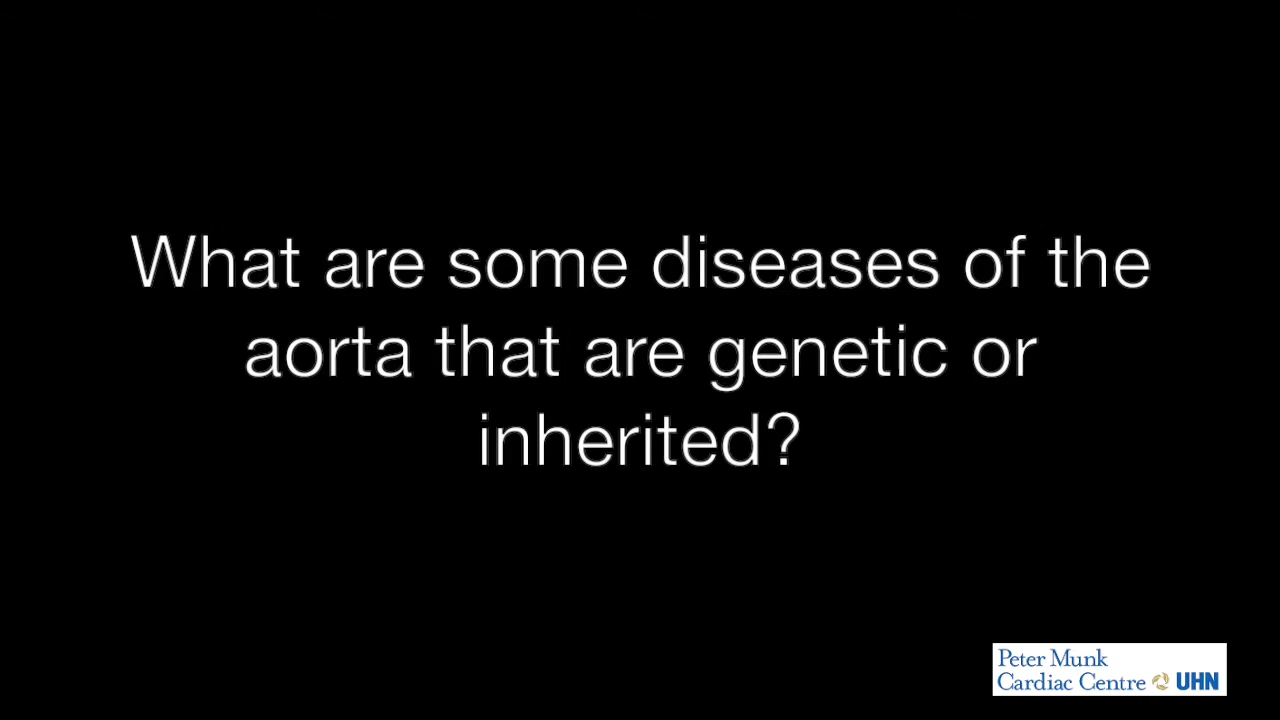 What are some diseases of the
aorta that are genetic or
inherited?
Peter Munk
Cardiac Centre UHN